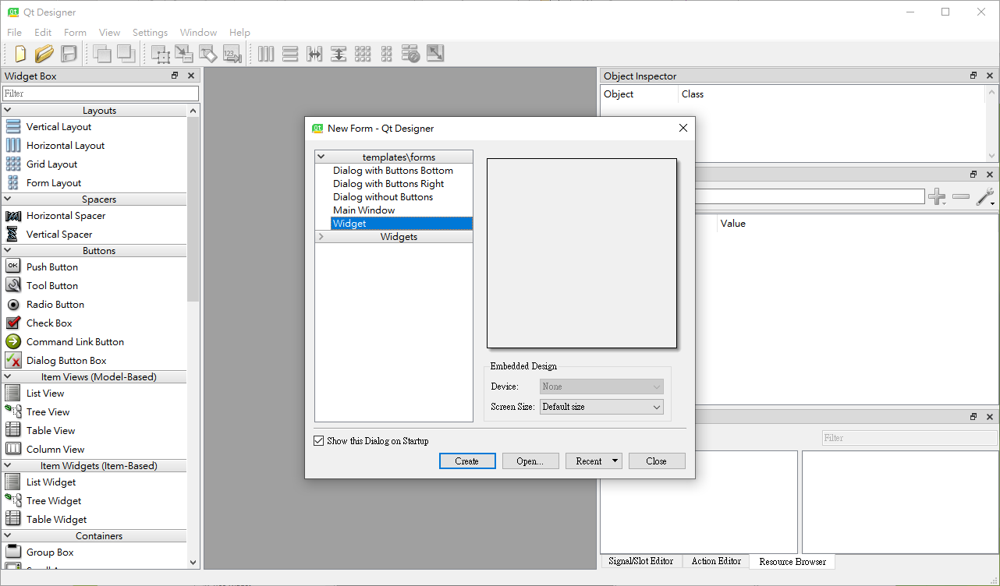 Qt Designer
File Edit Form View Settings Window Help
Widget Box
Filter
Layouts
Vertical Layout
Horizontal Layout
Grid Layout
Form Layout
Spacers
Horizontal Spacer
Vertical Spacer
Buttons
OK Push Button
Tool Button
Radio Button
Check Box
Command Link Button
Dialog Button Box
Item Views (Model-Based)
List View
Tree View
Table View
Column View
Item Widgets (Item-Based)
List Widget
Tree Widget
Table Widget
Containers
Group Box
New Form - Qt Designer
templates\forms
Dialog with Buttons Bottom
Dialog with Buttons Right
Dialog without Buttons
Main Window
Widget
Widgets
Embedded Design
Device: None
Screen Size: Default size
Show this Dialog on Startup
Create Open... Recent Close
Object Inspector
Object Class
Value
Filter
Signal/Slot Editor Action Editor Resource Browser